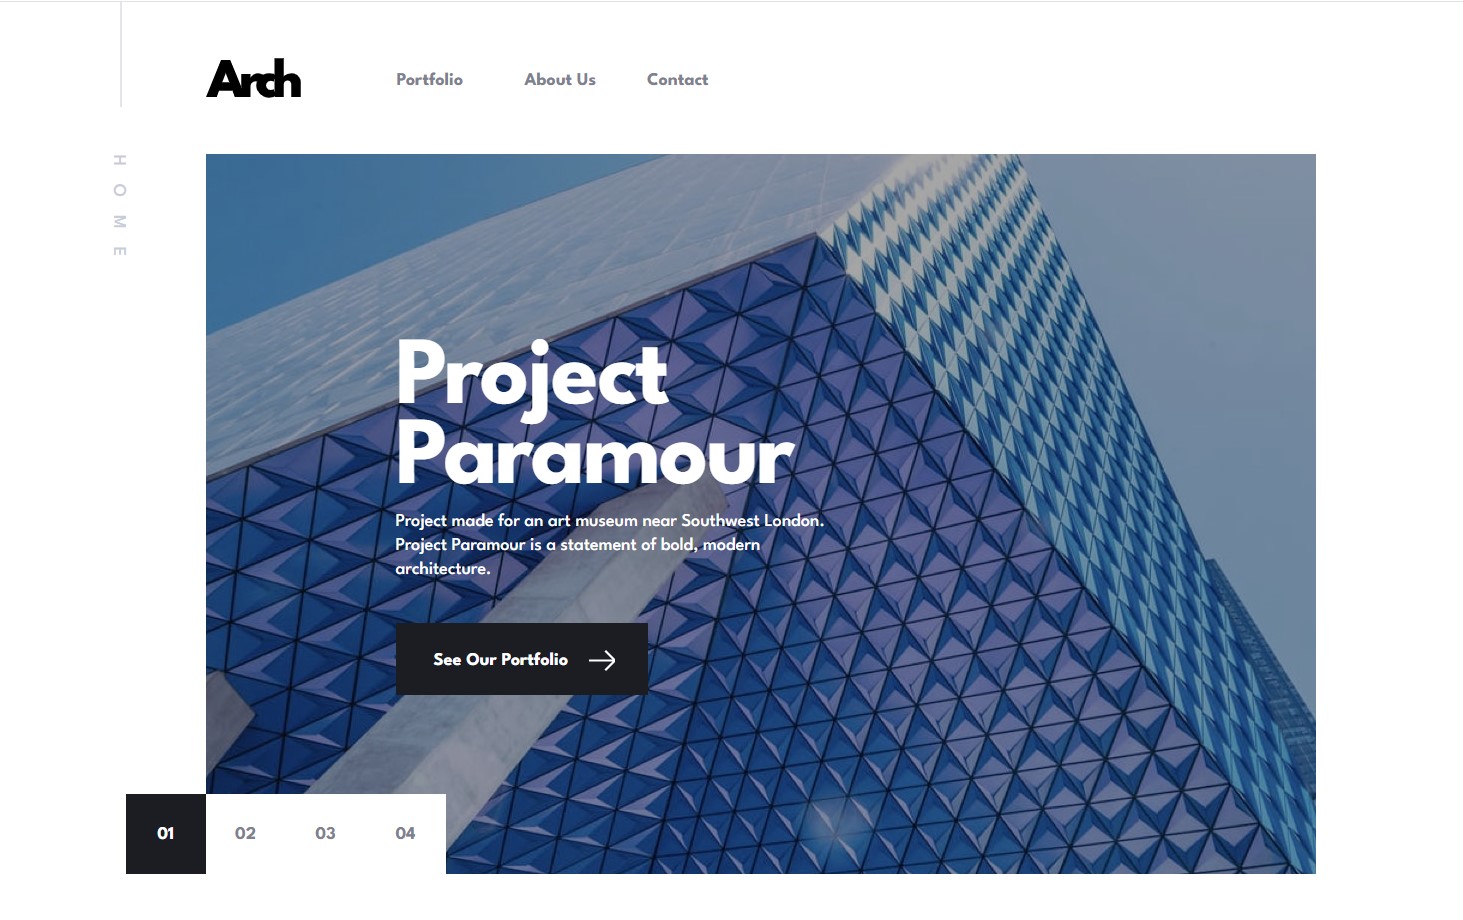 Arch
Portfolio
About Us
Contact
HOME
Project
Paramour
Project made for an art museum near Southwest London.
Project Paramour is a statement of bold, modern
architecture.
See Our Portfolio
01
02
03
04